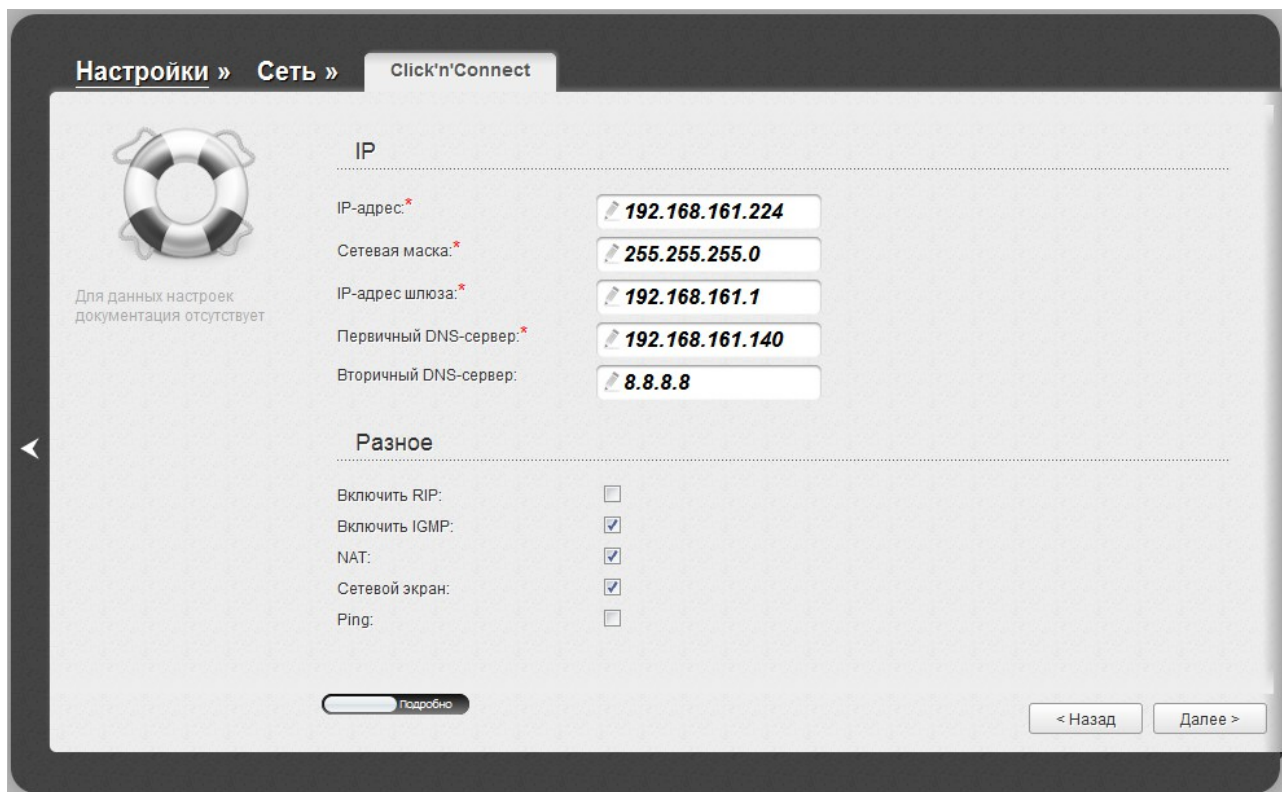 Настройки » Сеть » Click'n'Connect
IP
IP-адрес:* 192.168.161.224
Сетевая маска:* 255.255.255.0
IP-адрес шлюза:* 192.168.161.1
Для данных настроек
документация отсутствует
Первичный DNS-сервер:* 192.168.161.140
Вторичный DNS-сервер: 8.8.8.8
Разное
Включить RIP:
Включить IGMP:
NAT:
Сетевой экран:
Ping:
Подробно
< Назад Далее >